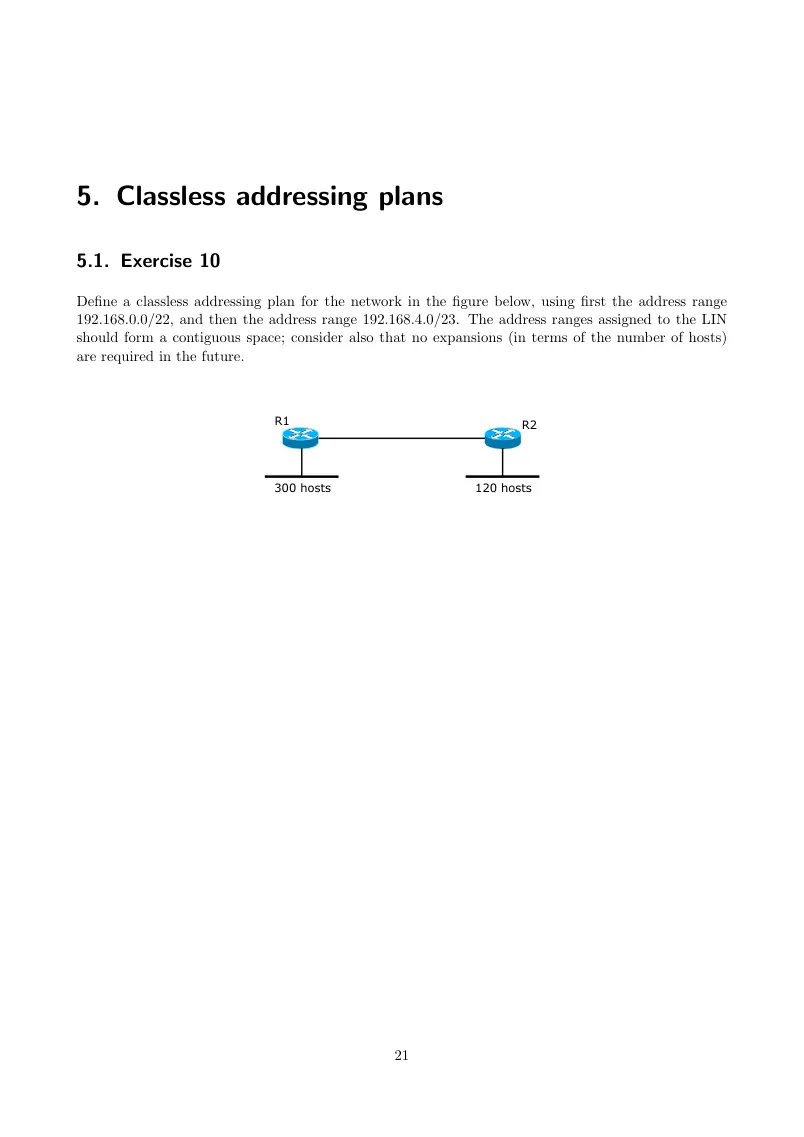 5. Classless addressing plans
5.1. Exercise 10
Define a classless addressing plan for the network in the figure below, using first the address range
192.168.0.0/22, and then the address range 192.168.4.0/23. The address ranges assigned to the LIN
should form a contiguous space; consider also that no expansions (in terms of the number of hosts)
are required in the future.
R1
R2
300 hosts
120 hosts
21